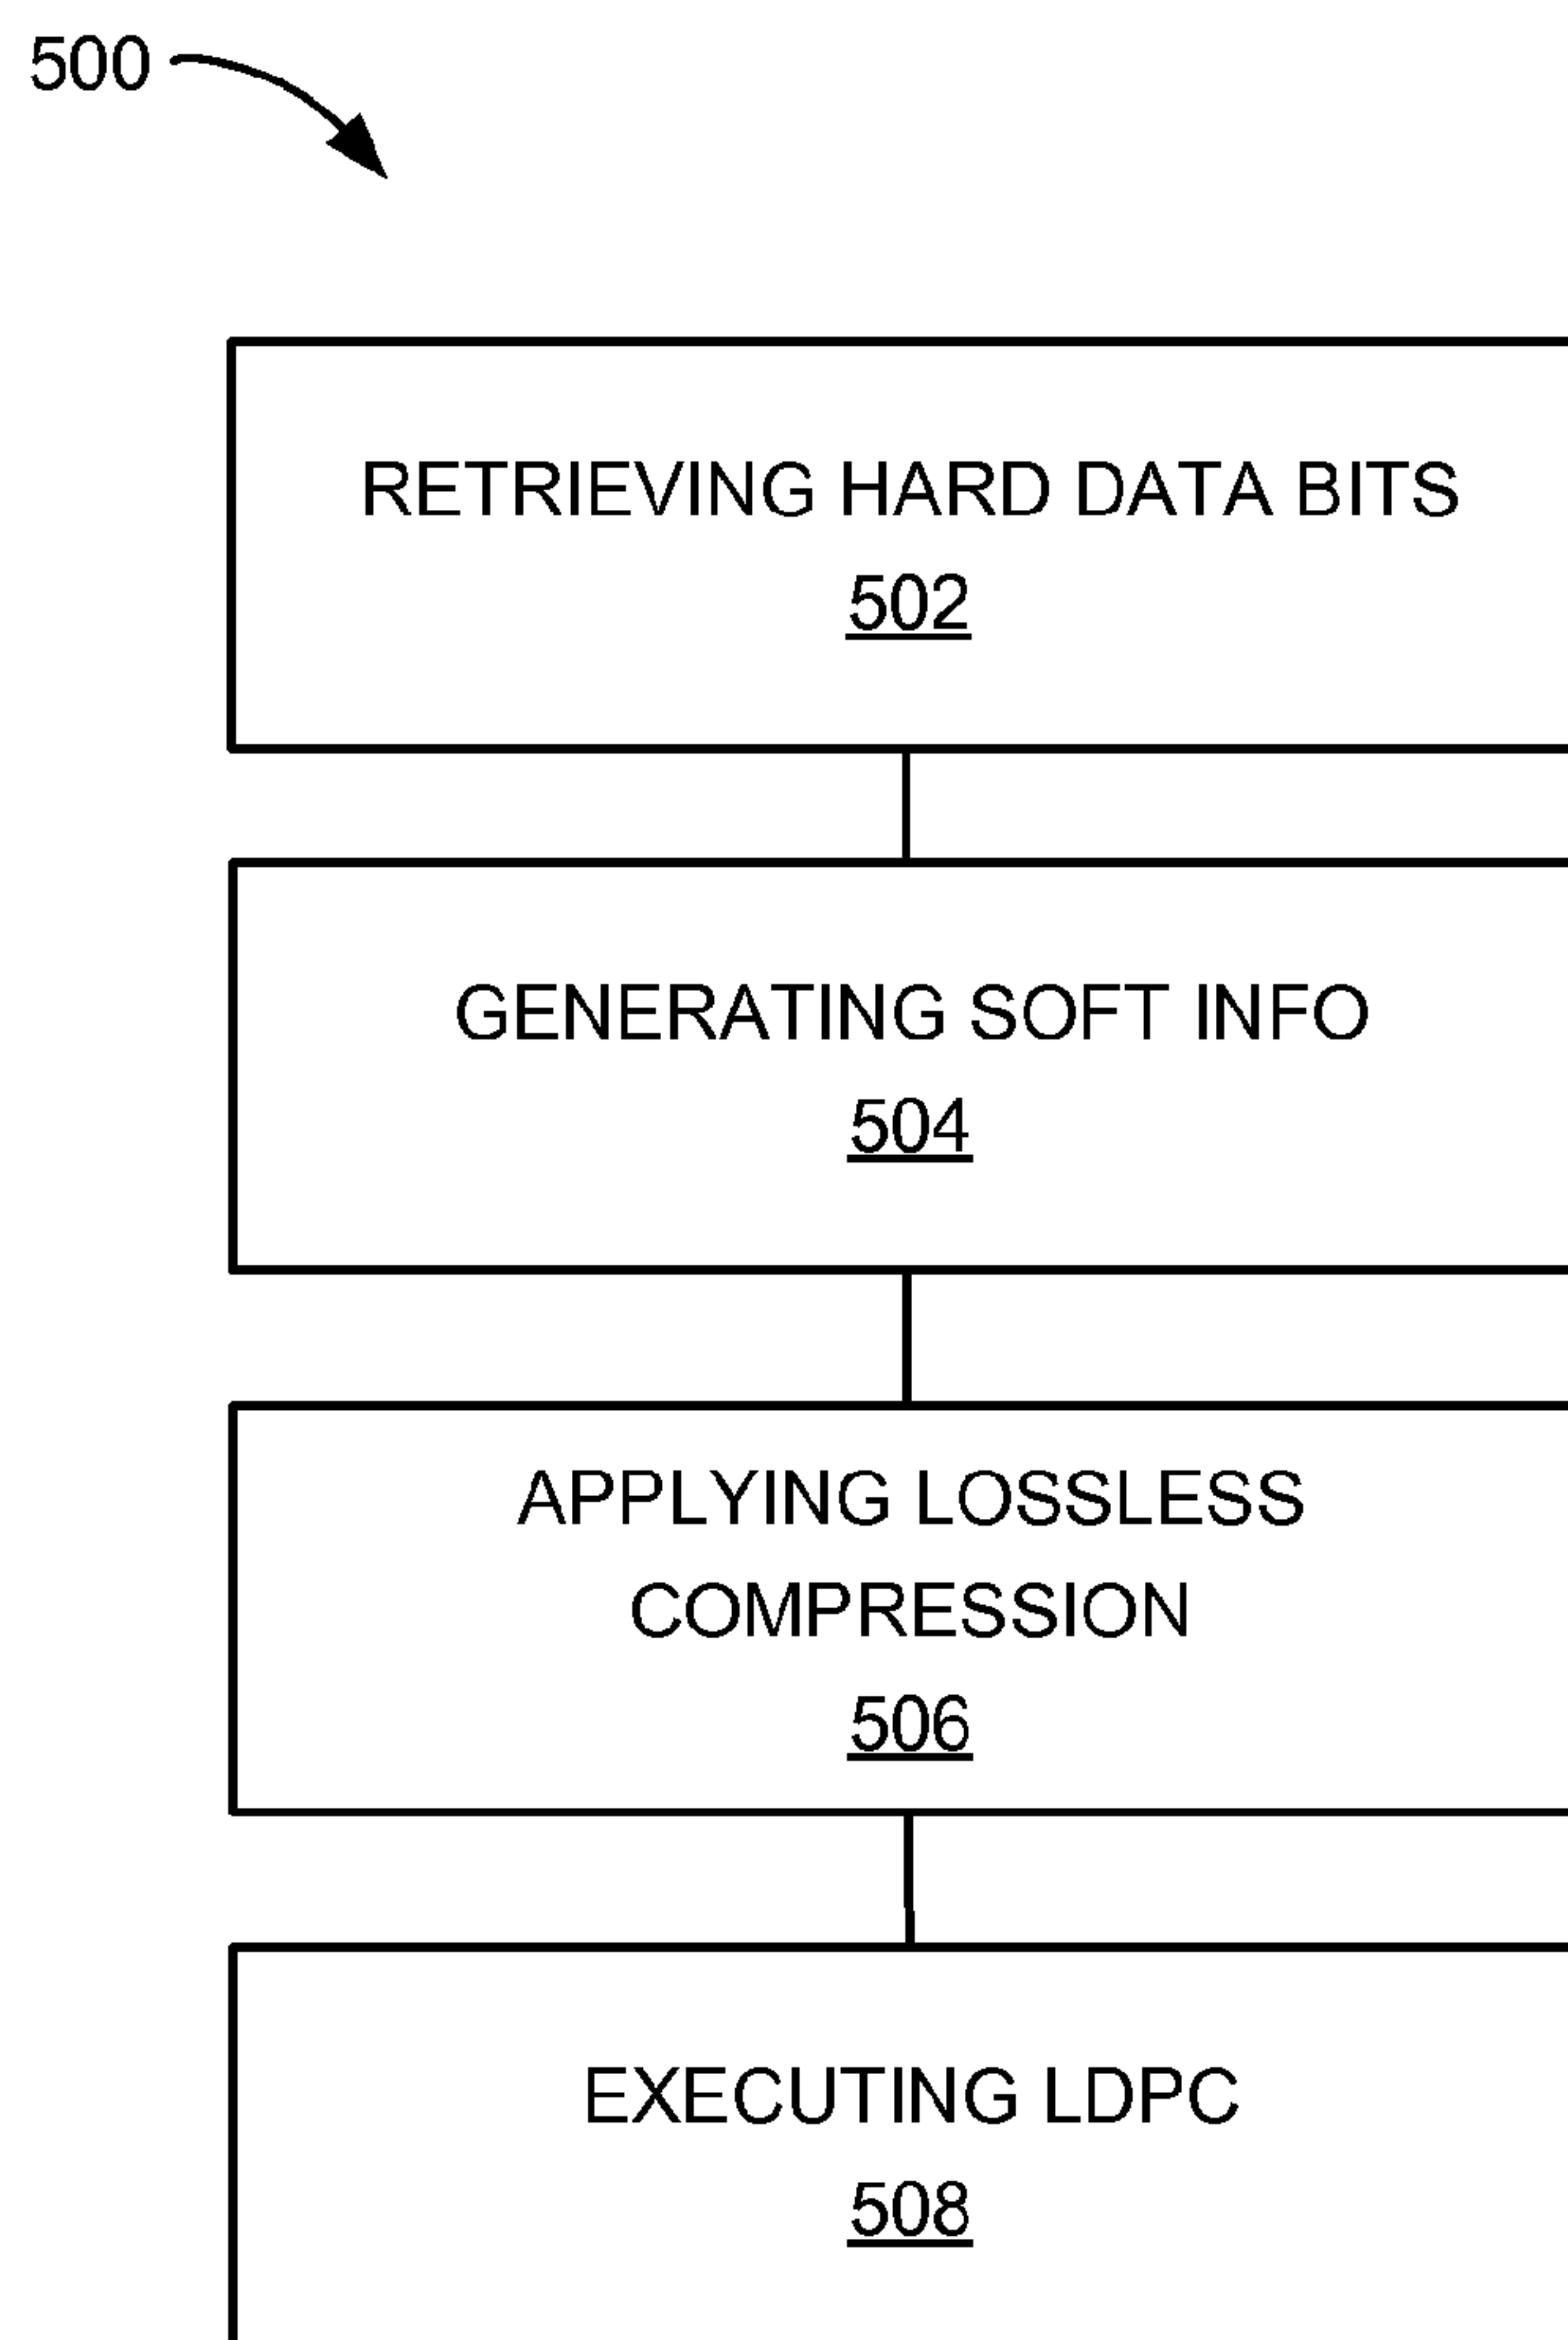 500
RETRIEVING HARD DATA BITS
502
GENERATING SOFT INFO
504
APPLYING LOSSLESS
COMPRESSION
506
EXECUTING LDPC
508